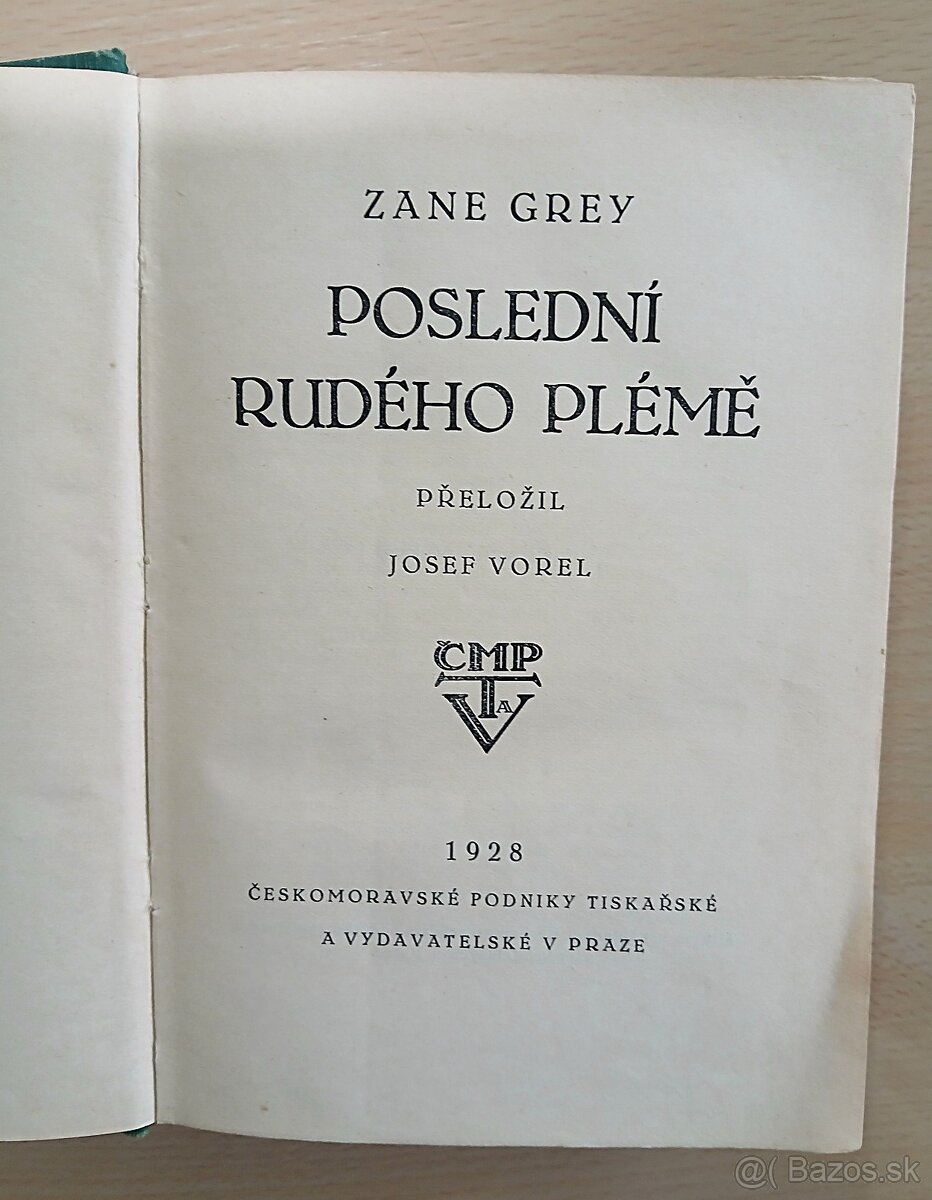 ZANE GREY
POSLEDNÍ
RUDÉHO PLÉMĚ
PŘELOŽIL
JOSEF VOREL
ČMP
T A
V
1928
ČESKOMORAVSKÉ PODNIKY TISKAŘSKÉ
A VYDAVATELSKÉ V PRAZE
@( Bazos.sk